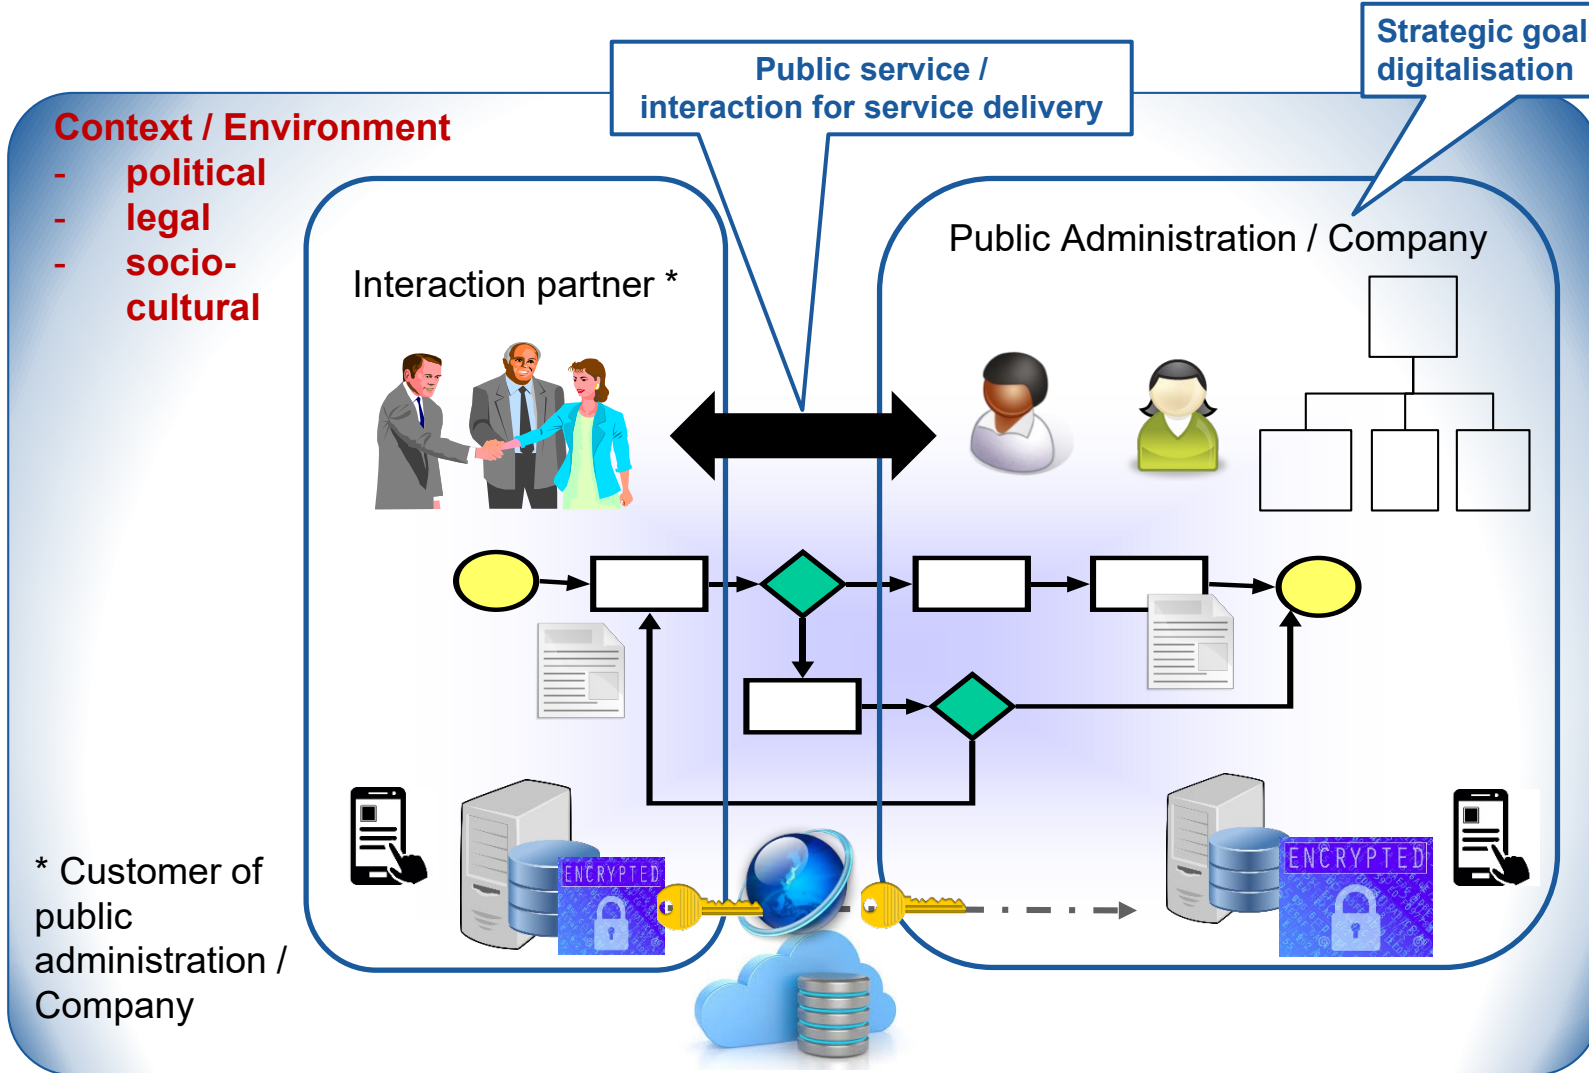 Strategic goal
digitalisation
Public service /
interaction for service delivery
Context / Environment
- political
- legal
- socio-
cultural
Interaction partner *
Public Administration / Company
ENCRYPTED
ENCRYPTED
* Customer of
public
administration /
Company